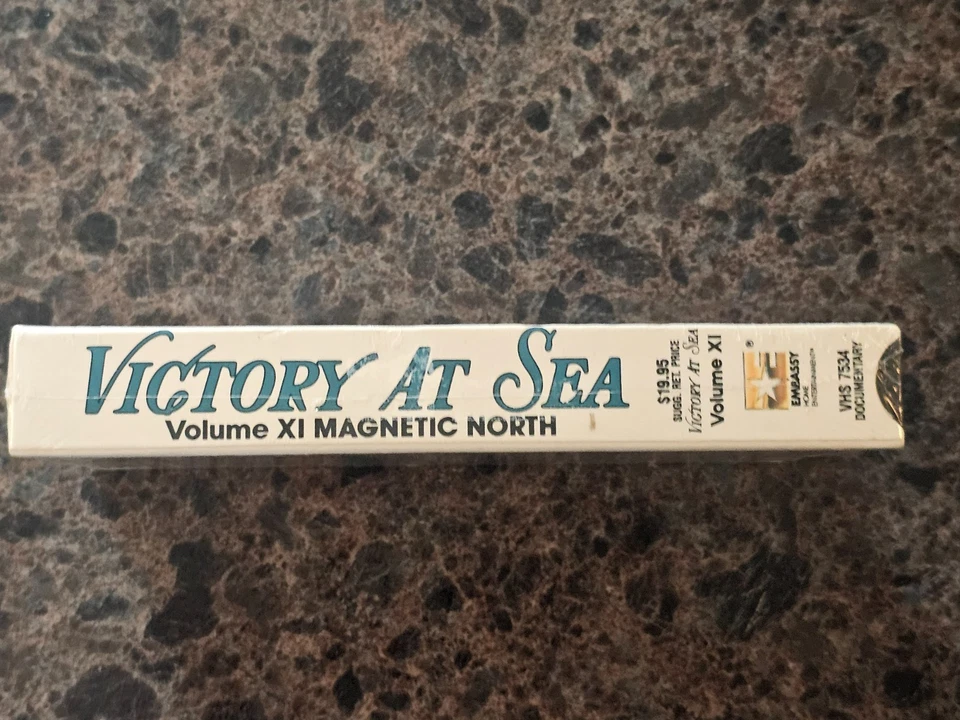 VICTORY AT SEA
Volume XI MAGNETIC NORTH
$19.95
SUGG. RET. PRICE
VICTORY AT SEA
Volume XI
®
EMBASSY
HOME
ENTERTAINMENT
VHS 7534
DOCUMENTARY